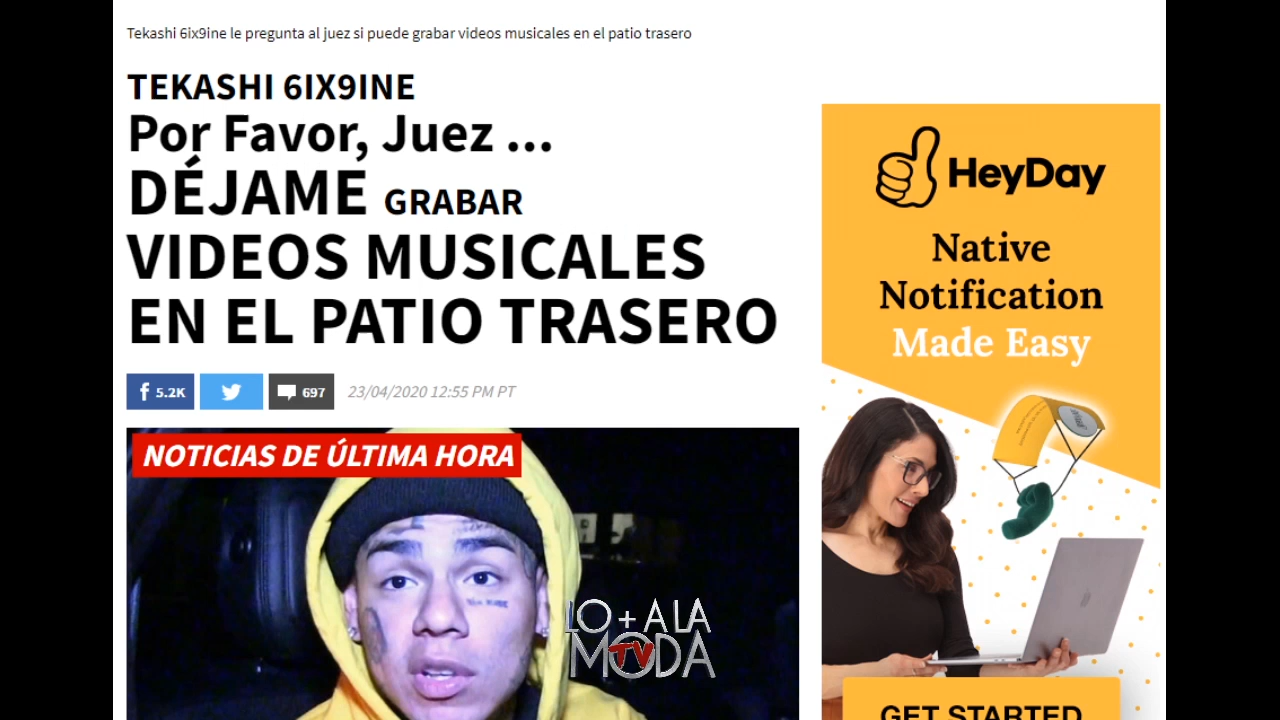 Tekashi 6ix9ine le pregunta al juez si puede grabar videos musicales en el patio trasero
TEKASHI 6IX9INE
Por Favor, Juez ...
DÉJAME GRABAR
VIDEOS MUSICALES
EN EL PATIO TRASERO
5.2K
697
23/04/2020 12:55 PM PT
NOTICIAS DE ÚLTIMA HORA
LO + A LA
MODA
TV
HeyDay
Native
Notification
Made Easy
GET STARTED